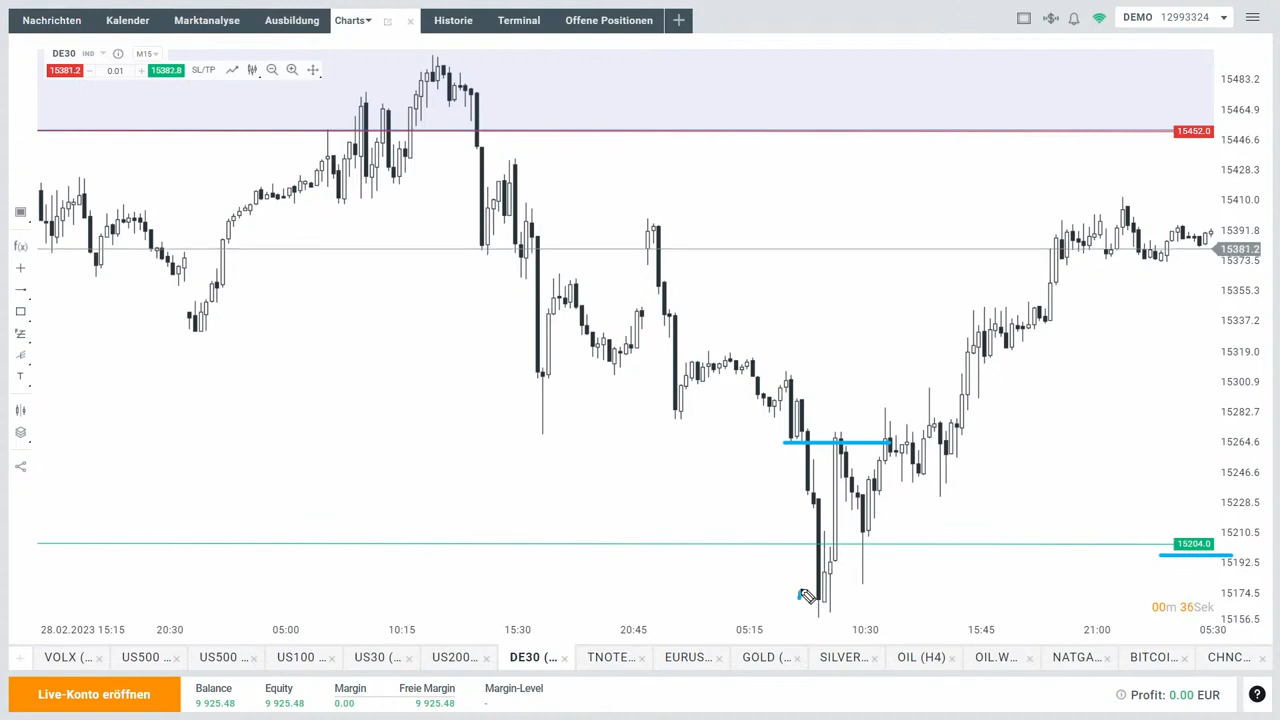 Nachrichten Kalender Marktanalyse Ausbildung Charts Historie Terminal Offene Positionen DEMO 12993324
DE30 IND M15
15381.2 0.01 15382.8 SL/TP
15483.2
15464.9
15452.0
15446.6
15428.3
15410.0
15391.8
15381.2
15373.5
15355.3
15337.2
15319.0
15300.9
15282.7
15264.6
15246.6
15228.5
15210.5
15204.0
15192.5
15174.5
15156.5
f(x)
T
00m 36Sek
28.02.2023 15:15 20:30 05:00 10:15 15:30 20:45 05:15 10:30 15:45 21:00 05:30
VOLX (... US500 ... US500 ... US100 ... US30 (... US200... DE30 (... TNOTE... EURUS... GOLD (... SILVER... OIL (H4) OIL.W... NATGA... BITCOI... CHNC...
Live-Konto eröffnen
Balance Equity Margin Freie Margin Margin-Level
9 925.48 9 925.48 0.00 9 925.48 -
Profit: 0.00 EUR